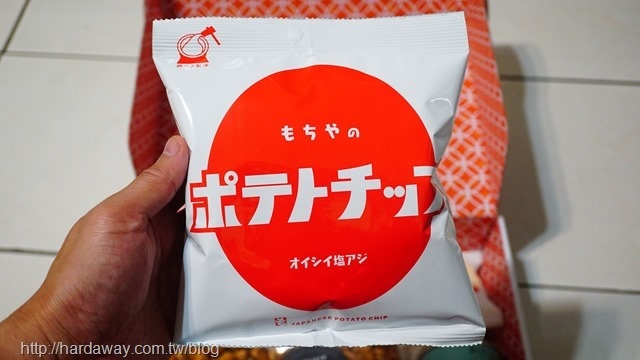 もちやの
ポテトチップ
オイシイ塩アジ
JAPANESE POTATO CHIP
http://hardaway.com.tw/blog